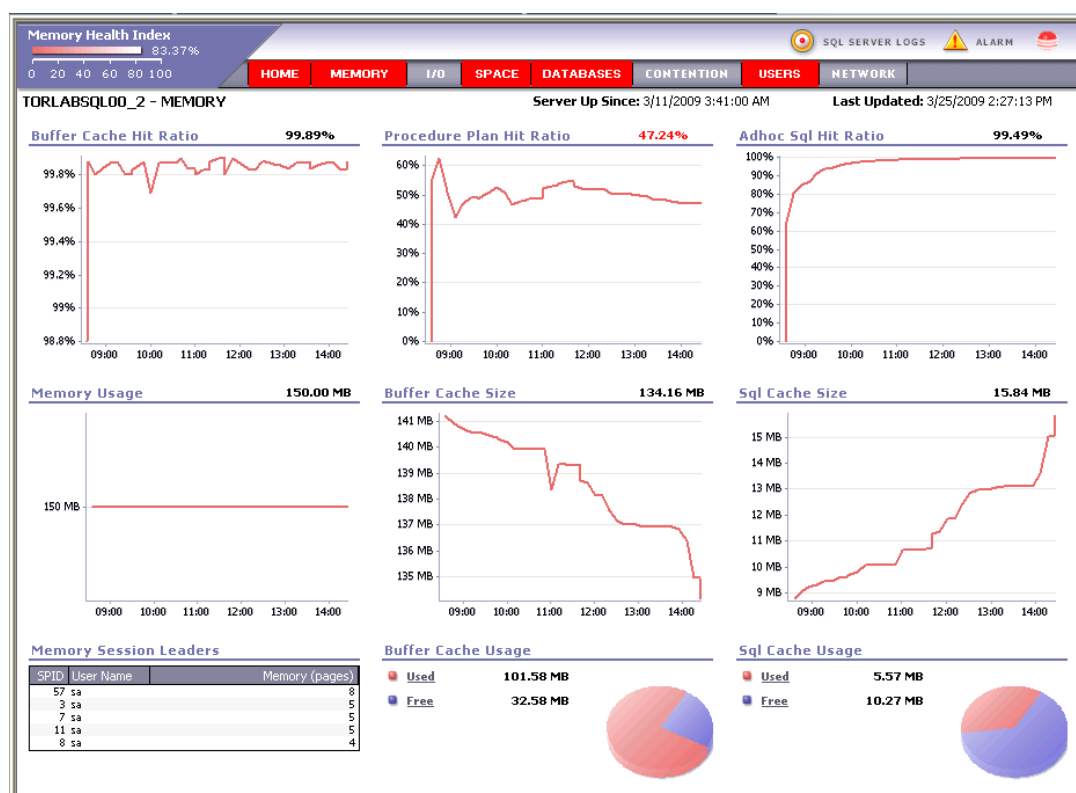 Memory Health Index
83.37%
0 20 40 60 80 100
SQL SERVER LOGS ALARM
HOME MEMORY I/O SPACE DATABASES CONTENTION USERS NETWORK
TORLABSQL00_2 - MEMORY Server Up Since: 3/11/2009 3:41:00 AM Last Updated: 3/25/2009 2:27:13 PM
Buffer Cache Hit Ratio 99.89%
99.8%
99.6%
99.4%
99.2%
99%
98.8%
09:00 10:00 11:00 12:00 13:00 14:00
Procedure Plan Hit Ratio 47.24%
60%
50%
40%
30%
20%
10%
0%
09:00 10:00 11:00 12:00 13:00 14:00
Adhoc Sql Hit Ratio 99.49%
100%
90%
80%
70%
60%
50%
40%
30%
20%
10%
0%
09:00 10:00 11:00 12:00 13:00 14:00
Memory Usage 150.00 MB
150 MB
09:00 10:00 11:00 12:00 13:00 14:00
Buffer Cache Size 134.16 MB
141 MB
140 MB
139 MB
138 MB
137 MB
136 MB
135 MB
09:00 10:00 11:00 12:00 13:00 14:00
Sql Cache Size 15.84 MB
15 MB
14 MB
13 MB
12 MB
11 MB
10 MB
9 MB
09:00 10:00 11:00 12:00 13:00 14:00
Memory Session Leaders
SPID User Name Memory (pages)
57 sa 8
3 sa 5
7 sa 5
11 sa 5
8 sa 4
Buffer Cache Usage
Used 101.58 MB
Free 32.58 MB
Sql Cache Usage
Used 5.57 MB
Free 10.27 MB